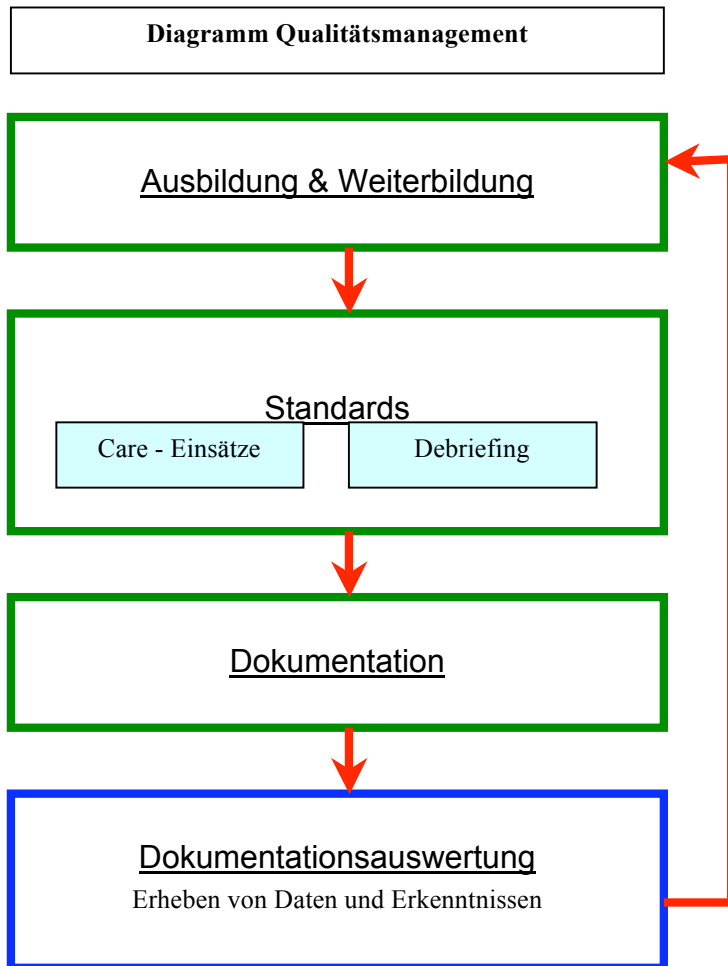 Diagramm Qualitätsmanagement
Ausbildung & Weiterbildung
Standards
Care - Einsätze
Debriefing
Dokumentation
Dokumentationsauswertung
Erheben von Daten und Erkenntnissen